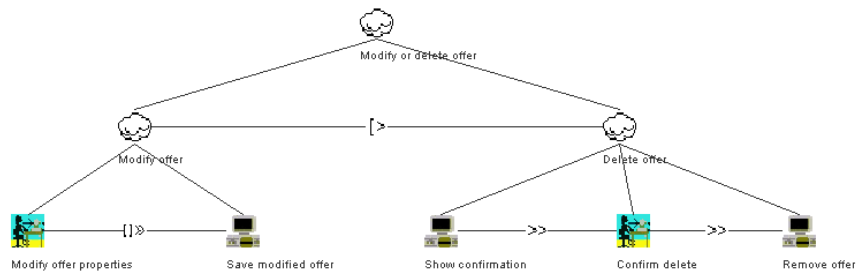 Modify or delete offer
[>
Modify offer
Delete offer
[]>>
>>
>>
Modify offer properties
Save modified offer
Show confirmation
Confirm delete
Remove offer